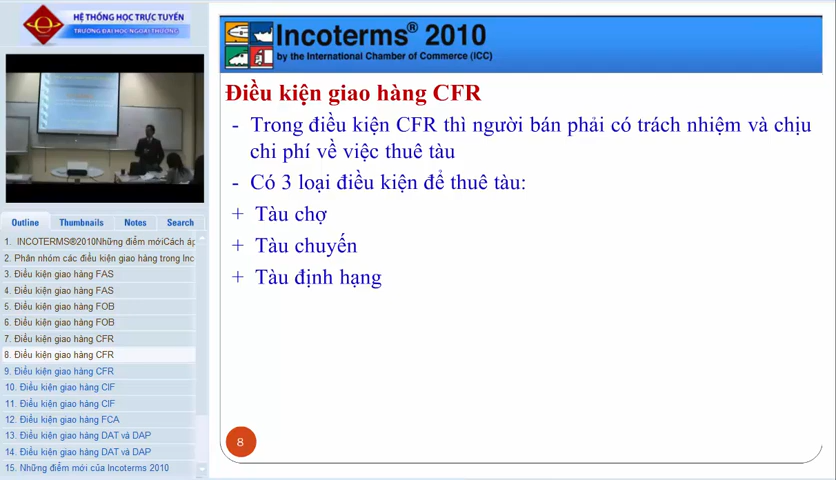 HỆ THỐNG HỌC TRỰC TUYẾN
TRƯỜNG ĐẠI HỌC NGOẠI THƯƠNG
Incoterms® 2010
by the International Chamber of Commerce (ICC)
Điều kiện giao hàng CFR
- Trong điều kiện CFR thì người bán phải có trách nhiệm và chịu
chi phí về việc thuê tàu
- Có 3 loại điều kiện để thuê tàu:
+ Tàu chợ
+ Tàu chuyến
+ Tàu định hạng
8
Outline Thumbnails Notes Search
1. INCOTERMS®2010Những điểm mớiCách áp
2. Phân nhóm các điều kiện giao hàng trong Inc
3. Điều kiện giao hàng FAS
4. Điều kiện giao hàng FAS
5. Điều kiện giao hàng FOB
6. Điều kiện giao hàng FOB
7. Điều kiện giao hàng CFR
8. Điều kiện giao hàng CFR
9. Điều kiện giao hàng CFR
10. Điều kiện giao hàng CIF
11. Điều kiện giao hàng CIF
12. Điều kiện giao hàng FCA
13. Điều kiện giao hàng DAT và DAP
14. Điều kiện giao hàng DAT và DAP
15. Những điểm mới của Incoterms 2010